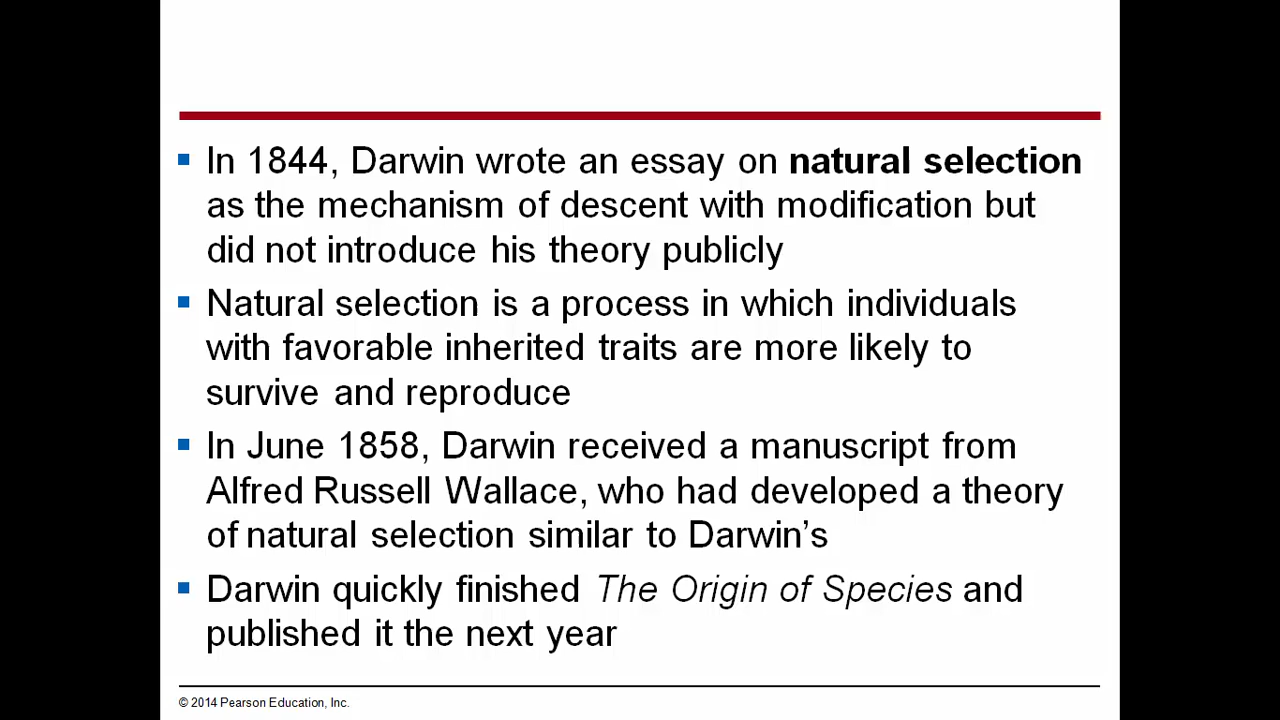 In 1844, Darwin wrote an essay on natural selection
as the mechanism of descent with modification but
did not introduce his theory publicly
Natural selection is a process in which individuals
with favorable inherited traits are more likely to
survive and reproduce
In June 1858, Darwin received a manuscript from
Alfred Russell Wallace, who had developed a theory
of natural selection similar to Darwin’s
Darwin quickly finished The Origin of Species and
published it the next year
© 2014 Pearson Education, Inc.